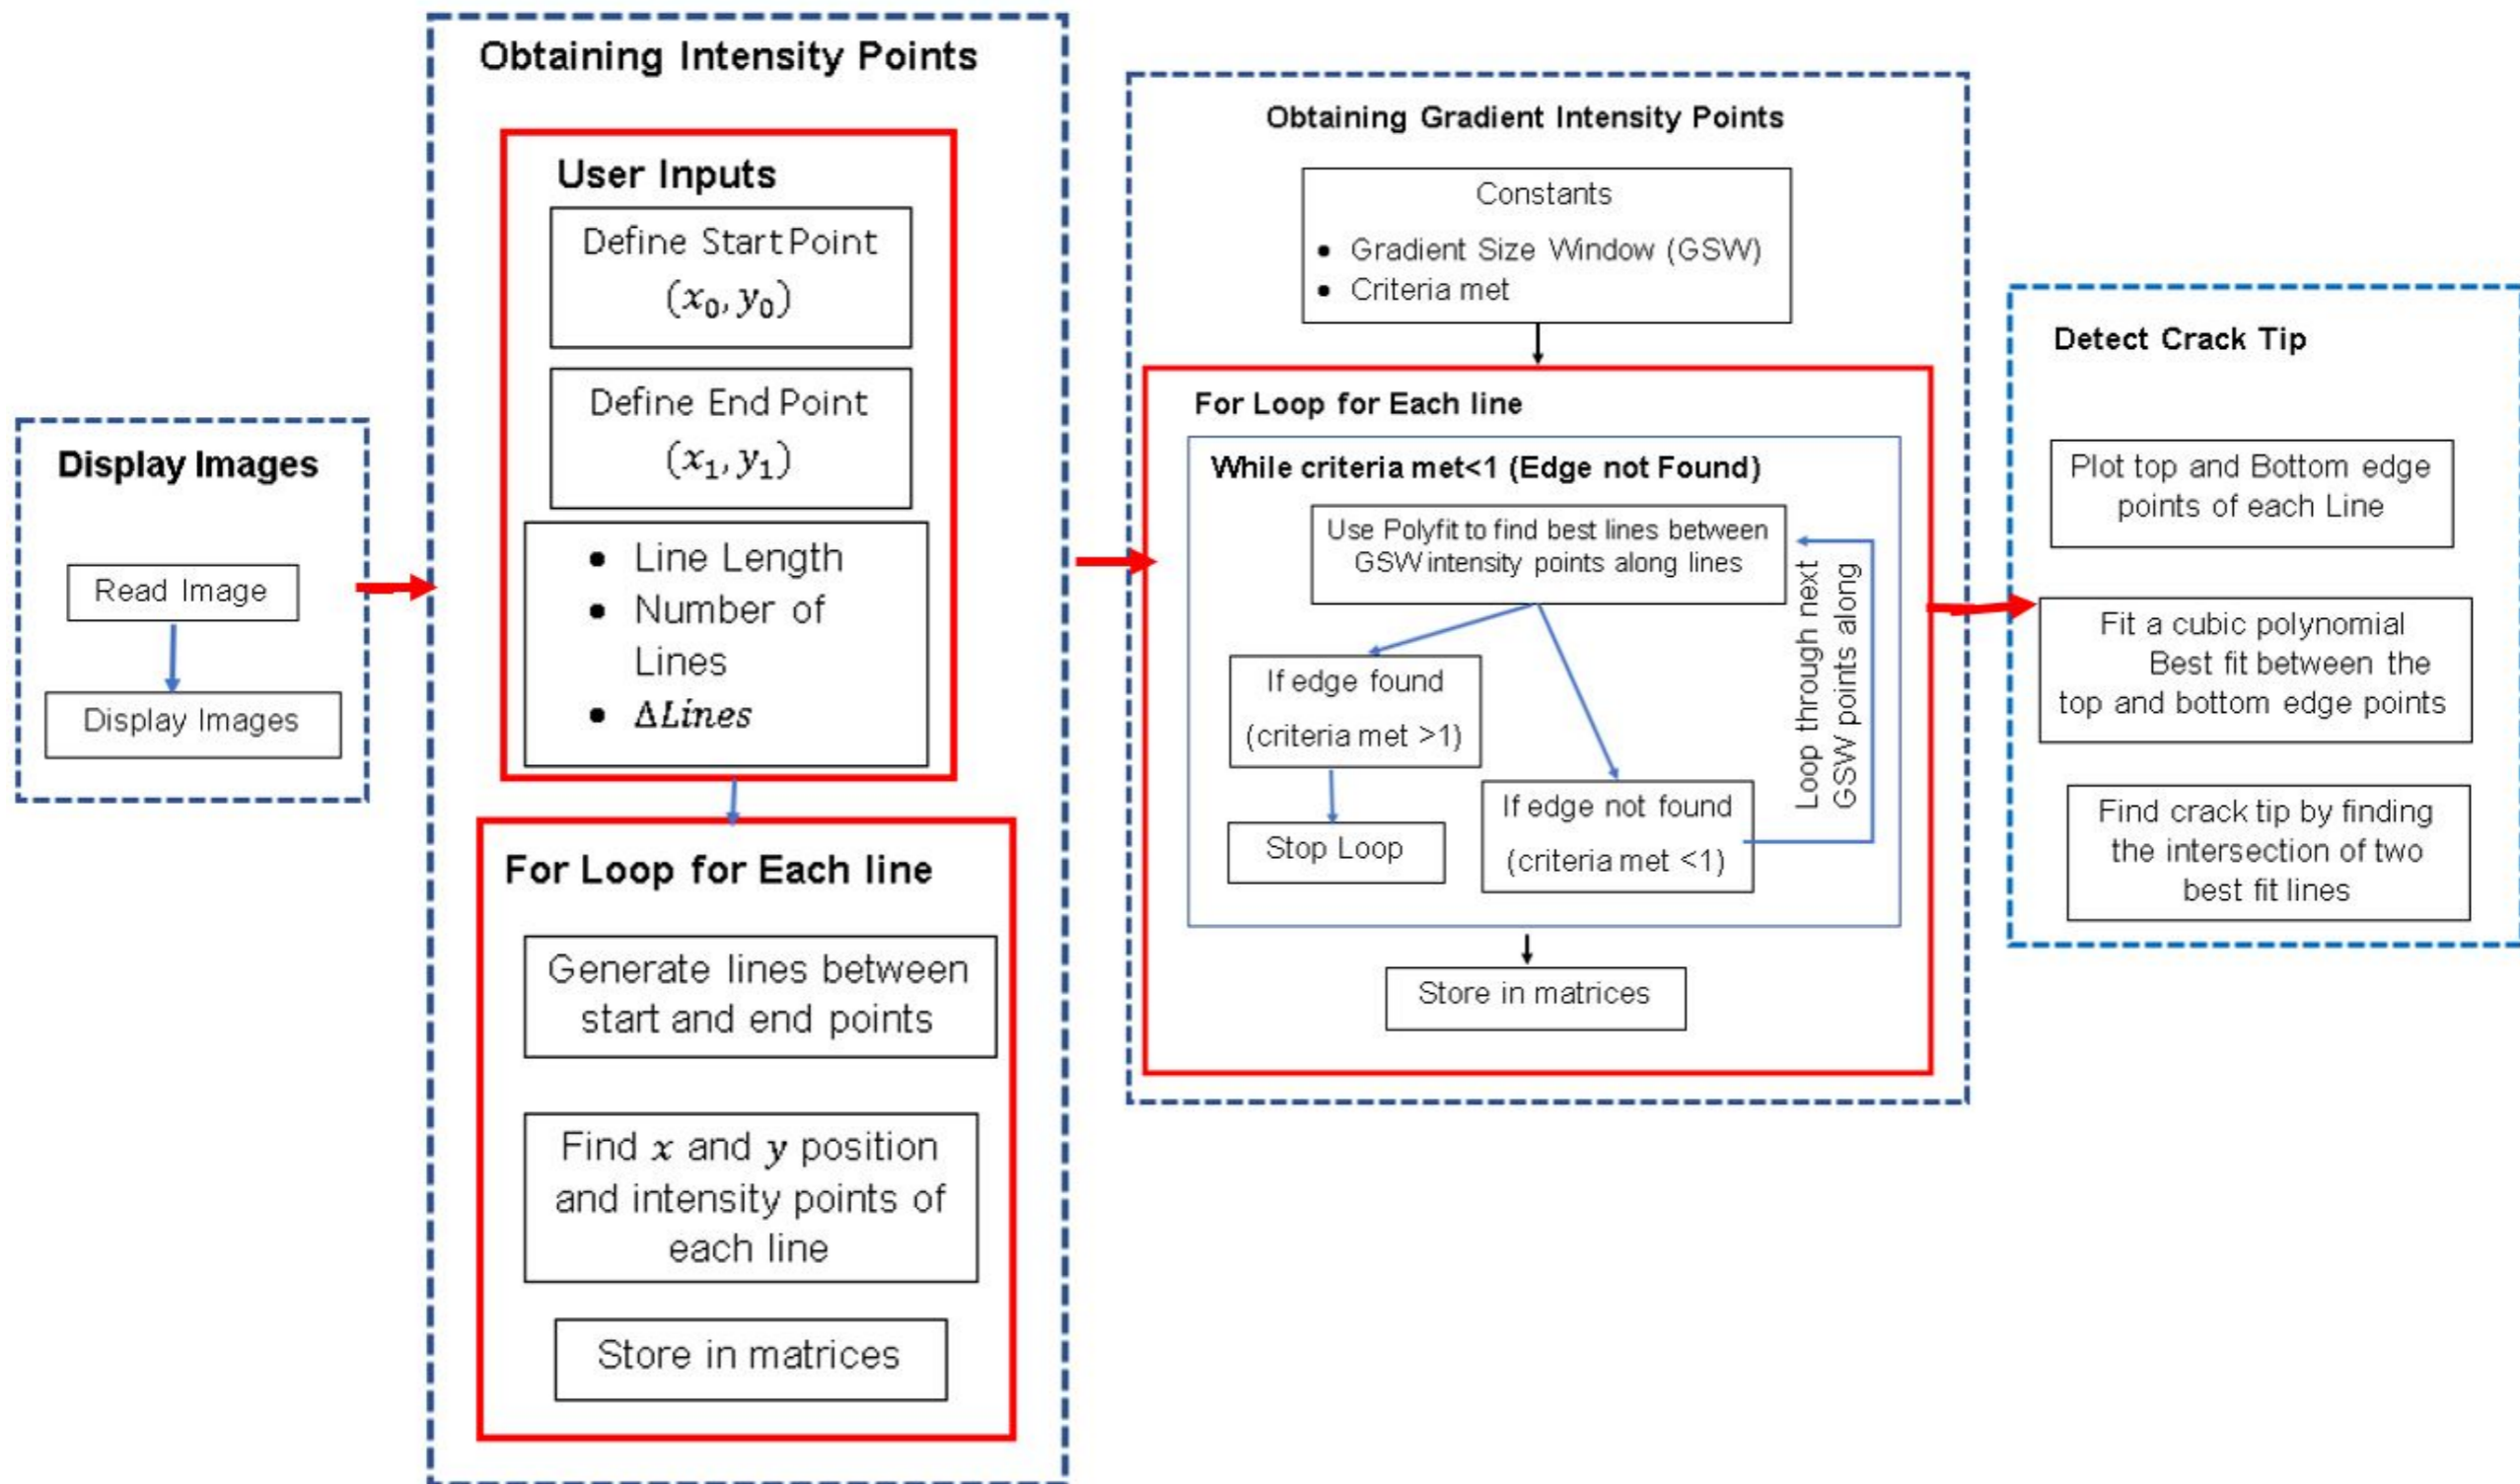 Display Images
Read Image
Display Images
Obtaining Intensity Points
User Inputs
Define Start Point
(x₀, y₀)
Define End Point
(x₁, y₁)
• Line Length
• Number of
Lines
• ΔLines
For Loop for Each line
Generate lines between
start and end points
Find x and y position
and intensity points of
each line
Store in matrices
Obtaining Gradient Intensity Points
Constants
• Gradient Size Window (GSW)
• Criteria met
For Loop for Each line
While criteria met<1 (Edge not Found)
Use Polyfit to find best lines between
GSW intensity points along lines
If edge found
(criteria met >1)
Stop Loop
If edge not found
(criteria met <1)
Loop through next
GSW points along
Store in matrices
Detect Crack Tip
Plot top and Bottom edge
points of each Line
Fit a cubic polynomial
Best fit between the
top and bottom edge points
Find crack tip by finding
the intersection of two
best fit lines